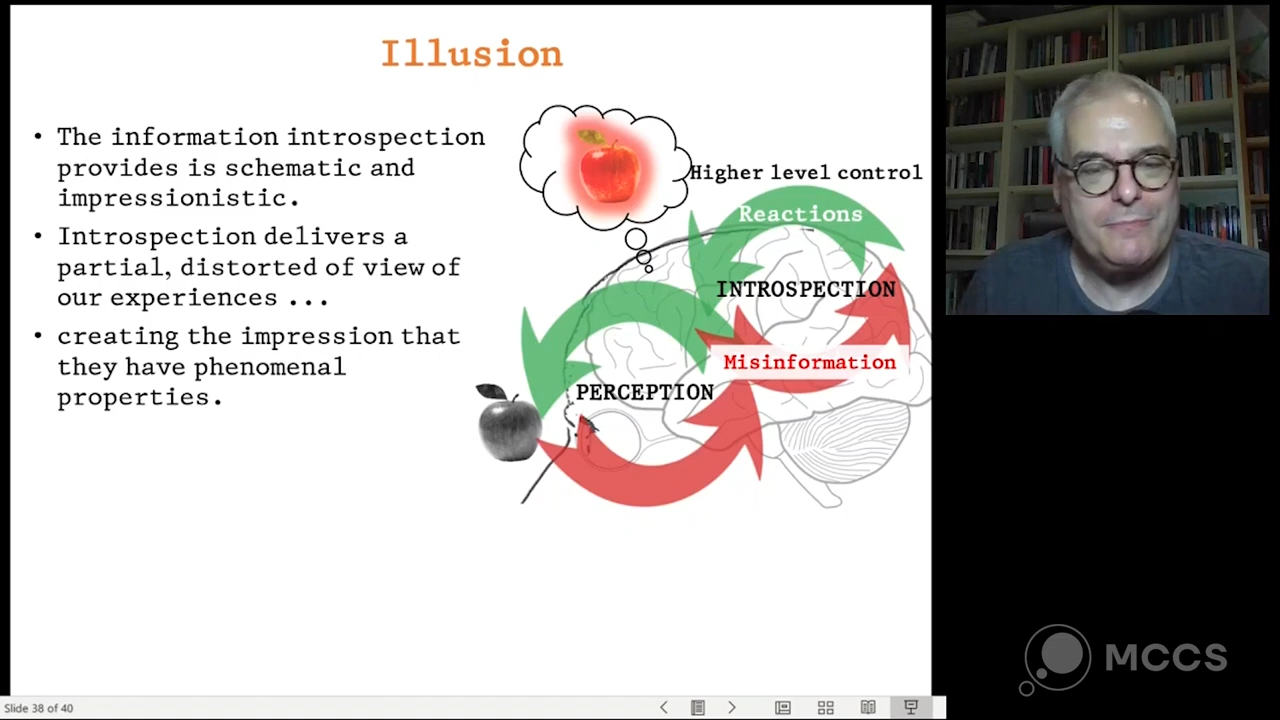 Illusion
• The information introspection
provides is schematic and
impressionistic.
• Introspection delivers a
partial, distorted of view of
our experiences ...
• creating the impression that
they have phenomenal
properties.
Higher level control
Reactions
INTROSPECTION
Misinformation
PERCEPTION
MCCS
Slide 38 of 40